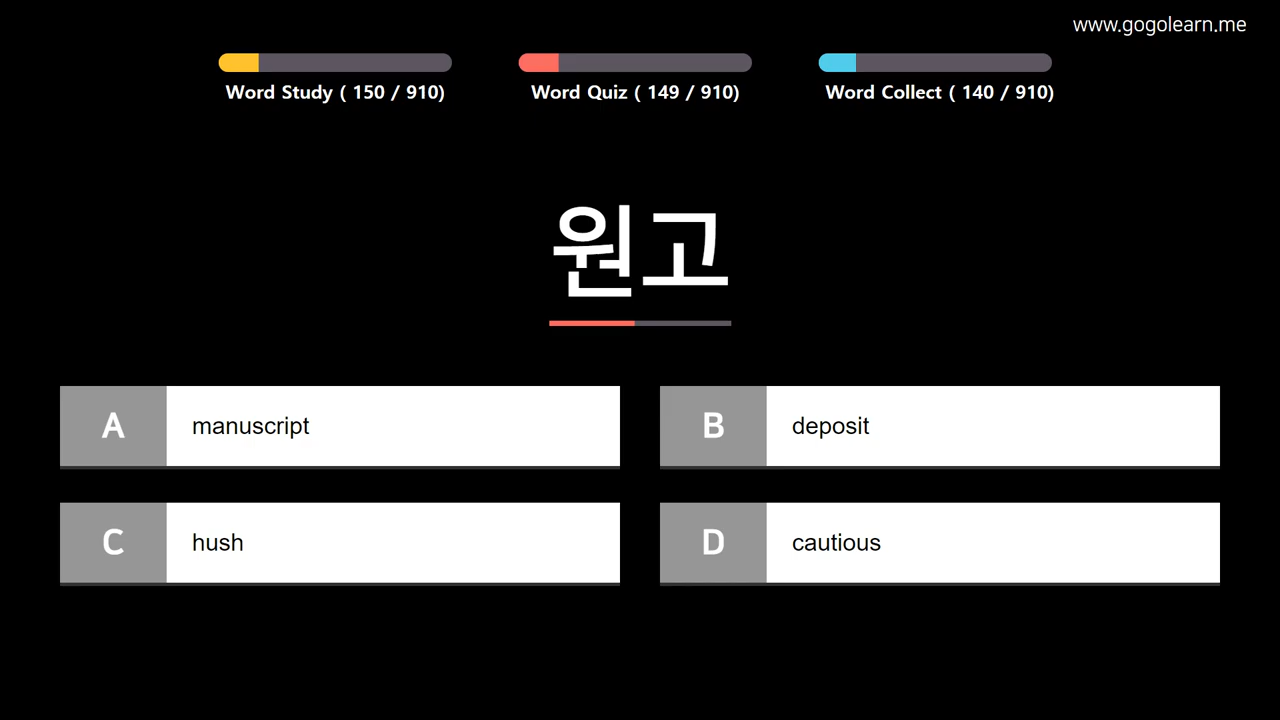 www.gogolearn.me
Word Study ( 150 / 910)
Word Quiz ( 149 / 910)
Word Collect ( 140 / 910)
원고
A manuscript
B deposit
C hush
D cautious